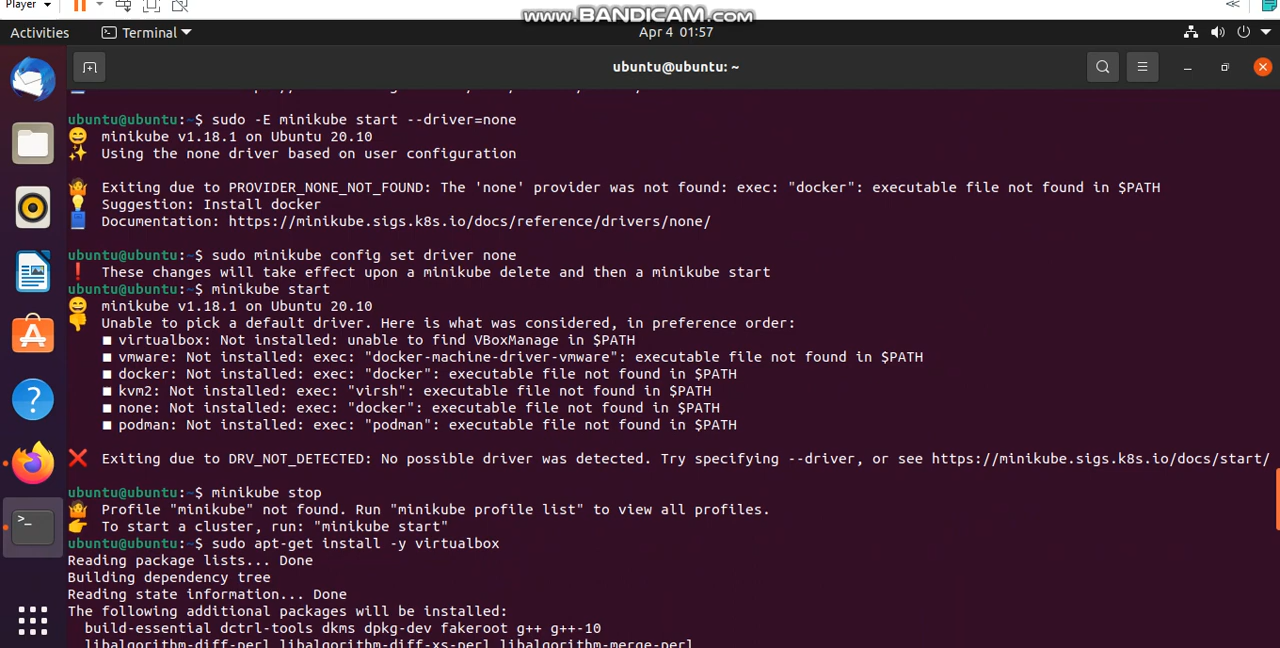 Player
www.BANDICAM.com
Activities
Terminal
Apr 4 01:57
ubuntu@ubuntu: ~
ubuntu@ubuntu:~$ sudo -E minikube start --driver=none
minikube v1.18.1 on Ubuntu 20.10
Using the none driver based on user configuration
Exiting due to PROVIDER_NONE_NOT_FOUND: The 'none' provider was not found: exec: "docker": executable file not found in $PATH
Suggestion: Install docker
Documentation: https://minikube.sigs.k8s.io/docs/reference/drivers/none/
ubuntu@ubuntu:~$ sudo minikube config set driver none
These changes will take effect upon a minikube delete and then a minikube start
ubuntu@ubuntu:~$ minikube start
minikube v1.18.1 on Ubuntu 20.10
Unable to pick a default driver. Here is what was considered, in preference order:
virtualbox: Not installed: unable to find VBoxManage in $PATH
vmware: Not installed: exec: "docker-machine-driver-vmware": executable file not found in $PATH
docker: Not installed: exec: "docker": executable file not found in $PATH
kvm2: Not installed: exec: "virsh": executable file not found in $PATH
none: Not installed: exec: "docker": executable file not found in $PATH
podman: Not installed: exec: "podman": executable file not found in $PATH
Exiting due to DRV_NOT_DETECTED: No possible driver was detected. Try specifying --driver, or see https://minikube.sigs.k8s.io/docs/start/
ubuntu@ubuntu:~$ minikube stop
Profile "minikube" not found. Run "minikube profile list" to view all profiles.
To start a cluster, run: "minikube start"
ubuntu@ubuntu:~$ sudo apt-get install -y virtualbox
Reading package lists... Done
Building dependency tree
Reading state information... Done
The following additional packages will be installed:
build-essential dctrl-tools dkms dpkg-dev fakeroot g++ g++-10
libalgorithm-diff-perl libalgorithm-diff-xs-perl libalgorithm-merge-perl